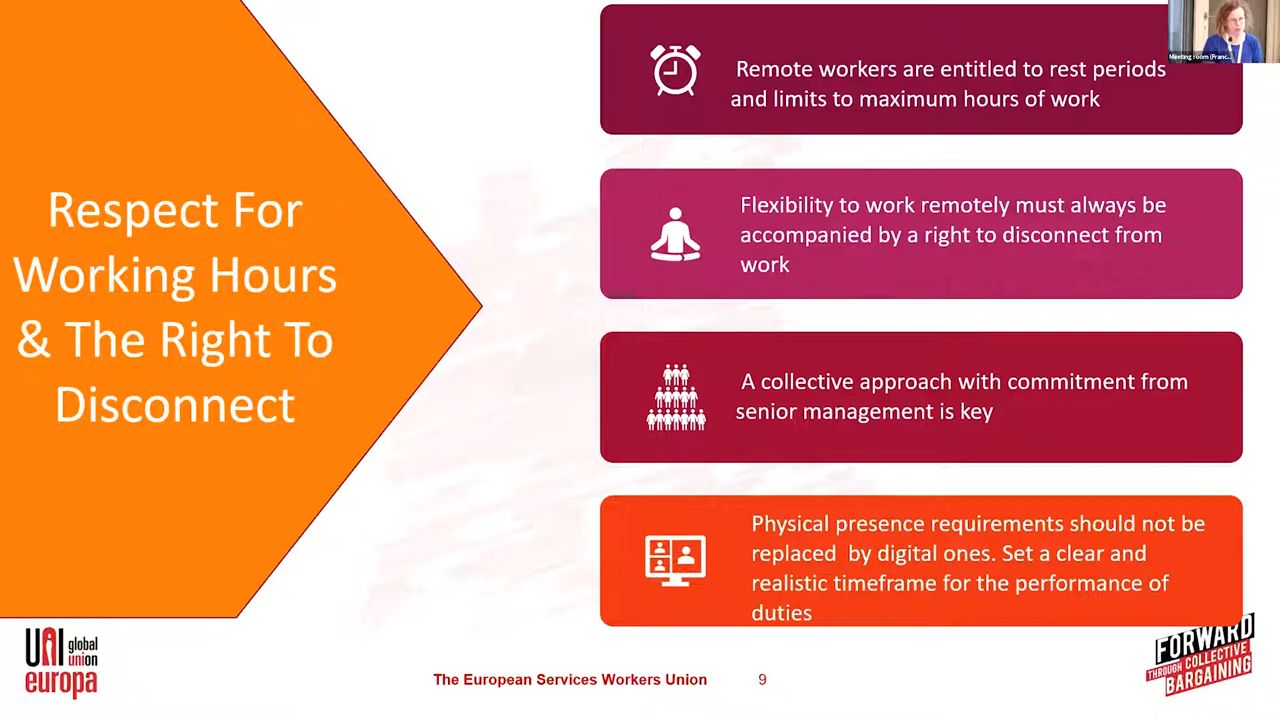 Respect For
Working Hours
& The Right To
Disconnect
Meeting room (Franc...
Remote workers are entitled to rest periods
and limits to maximum hours of work
Flexibility to work remotely must always be
accompanied by a right to disconnect from
work
A collective approach with commitment from
senior management is key
Physical presence requirements should not be
replaced by digital ones. Set a clear and
realistic timeframe for the performance of
duties
UNI
global
union
europa
The European Services Workers Union
9
FORWARD
THROUGH COLLECTIVE
BARGAINING